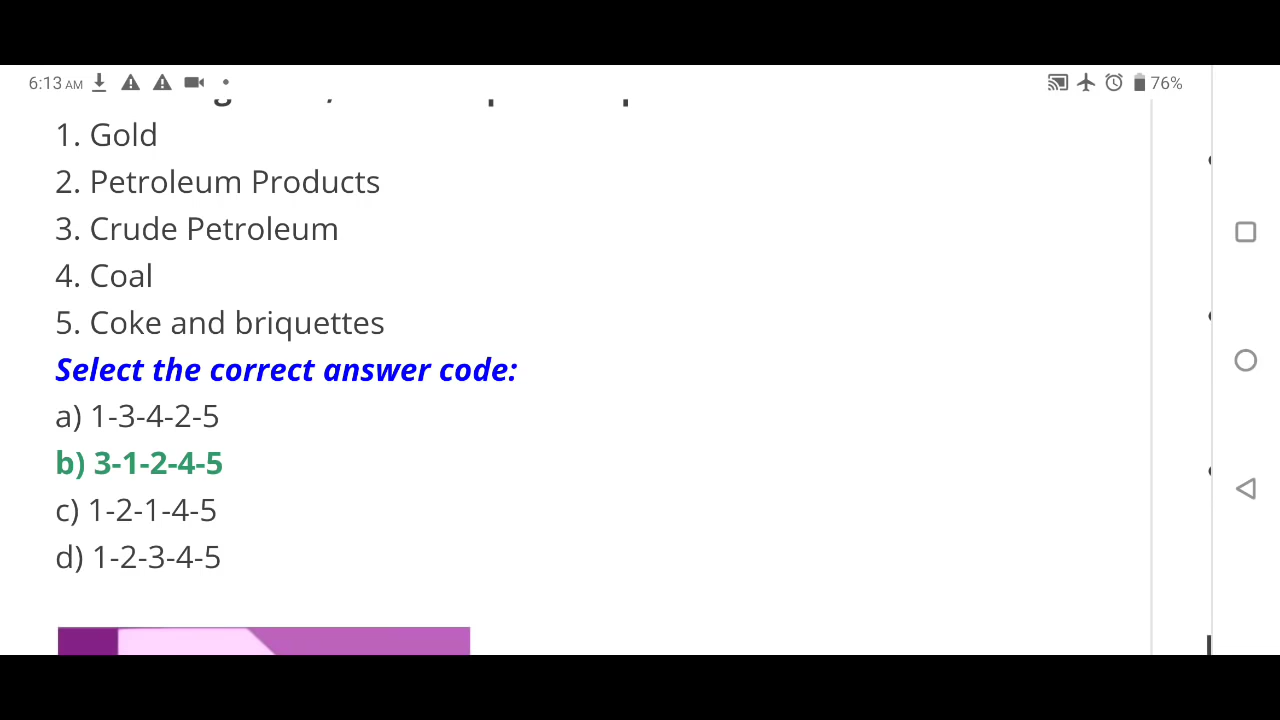 6:13 AM
76%
1. Gold
2. Petroleum Products
3. Crude Petroleum
4. Coal
5. Coke and briquettes
Select the correct answer code:
a) 1-3-4-2-5
b) 3-1-2-4-5
c) 1-2-1-4-5
d) 1-2-3-4-5